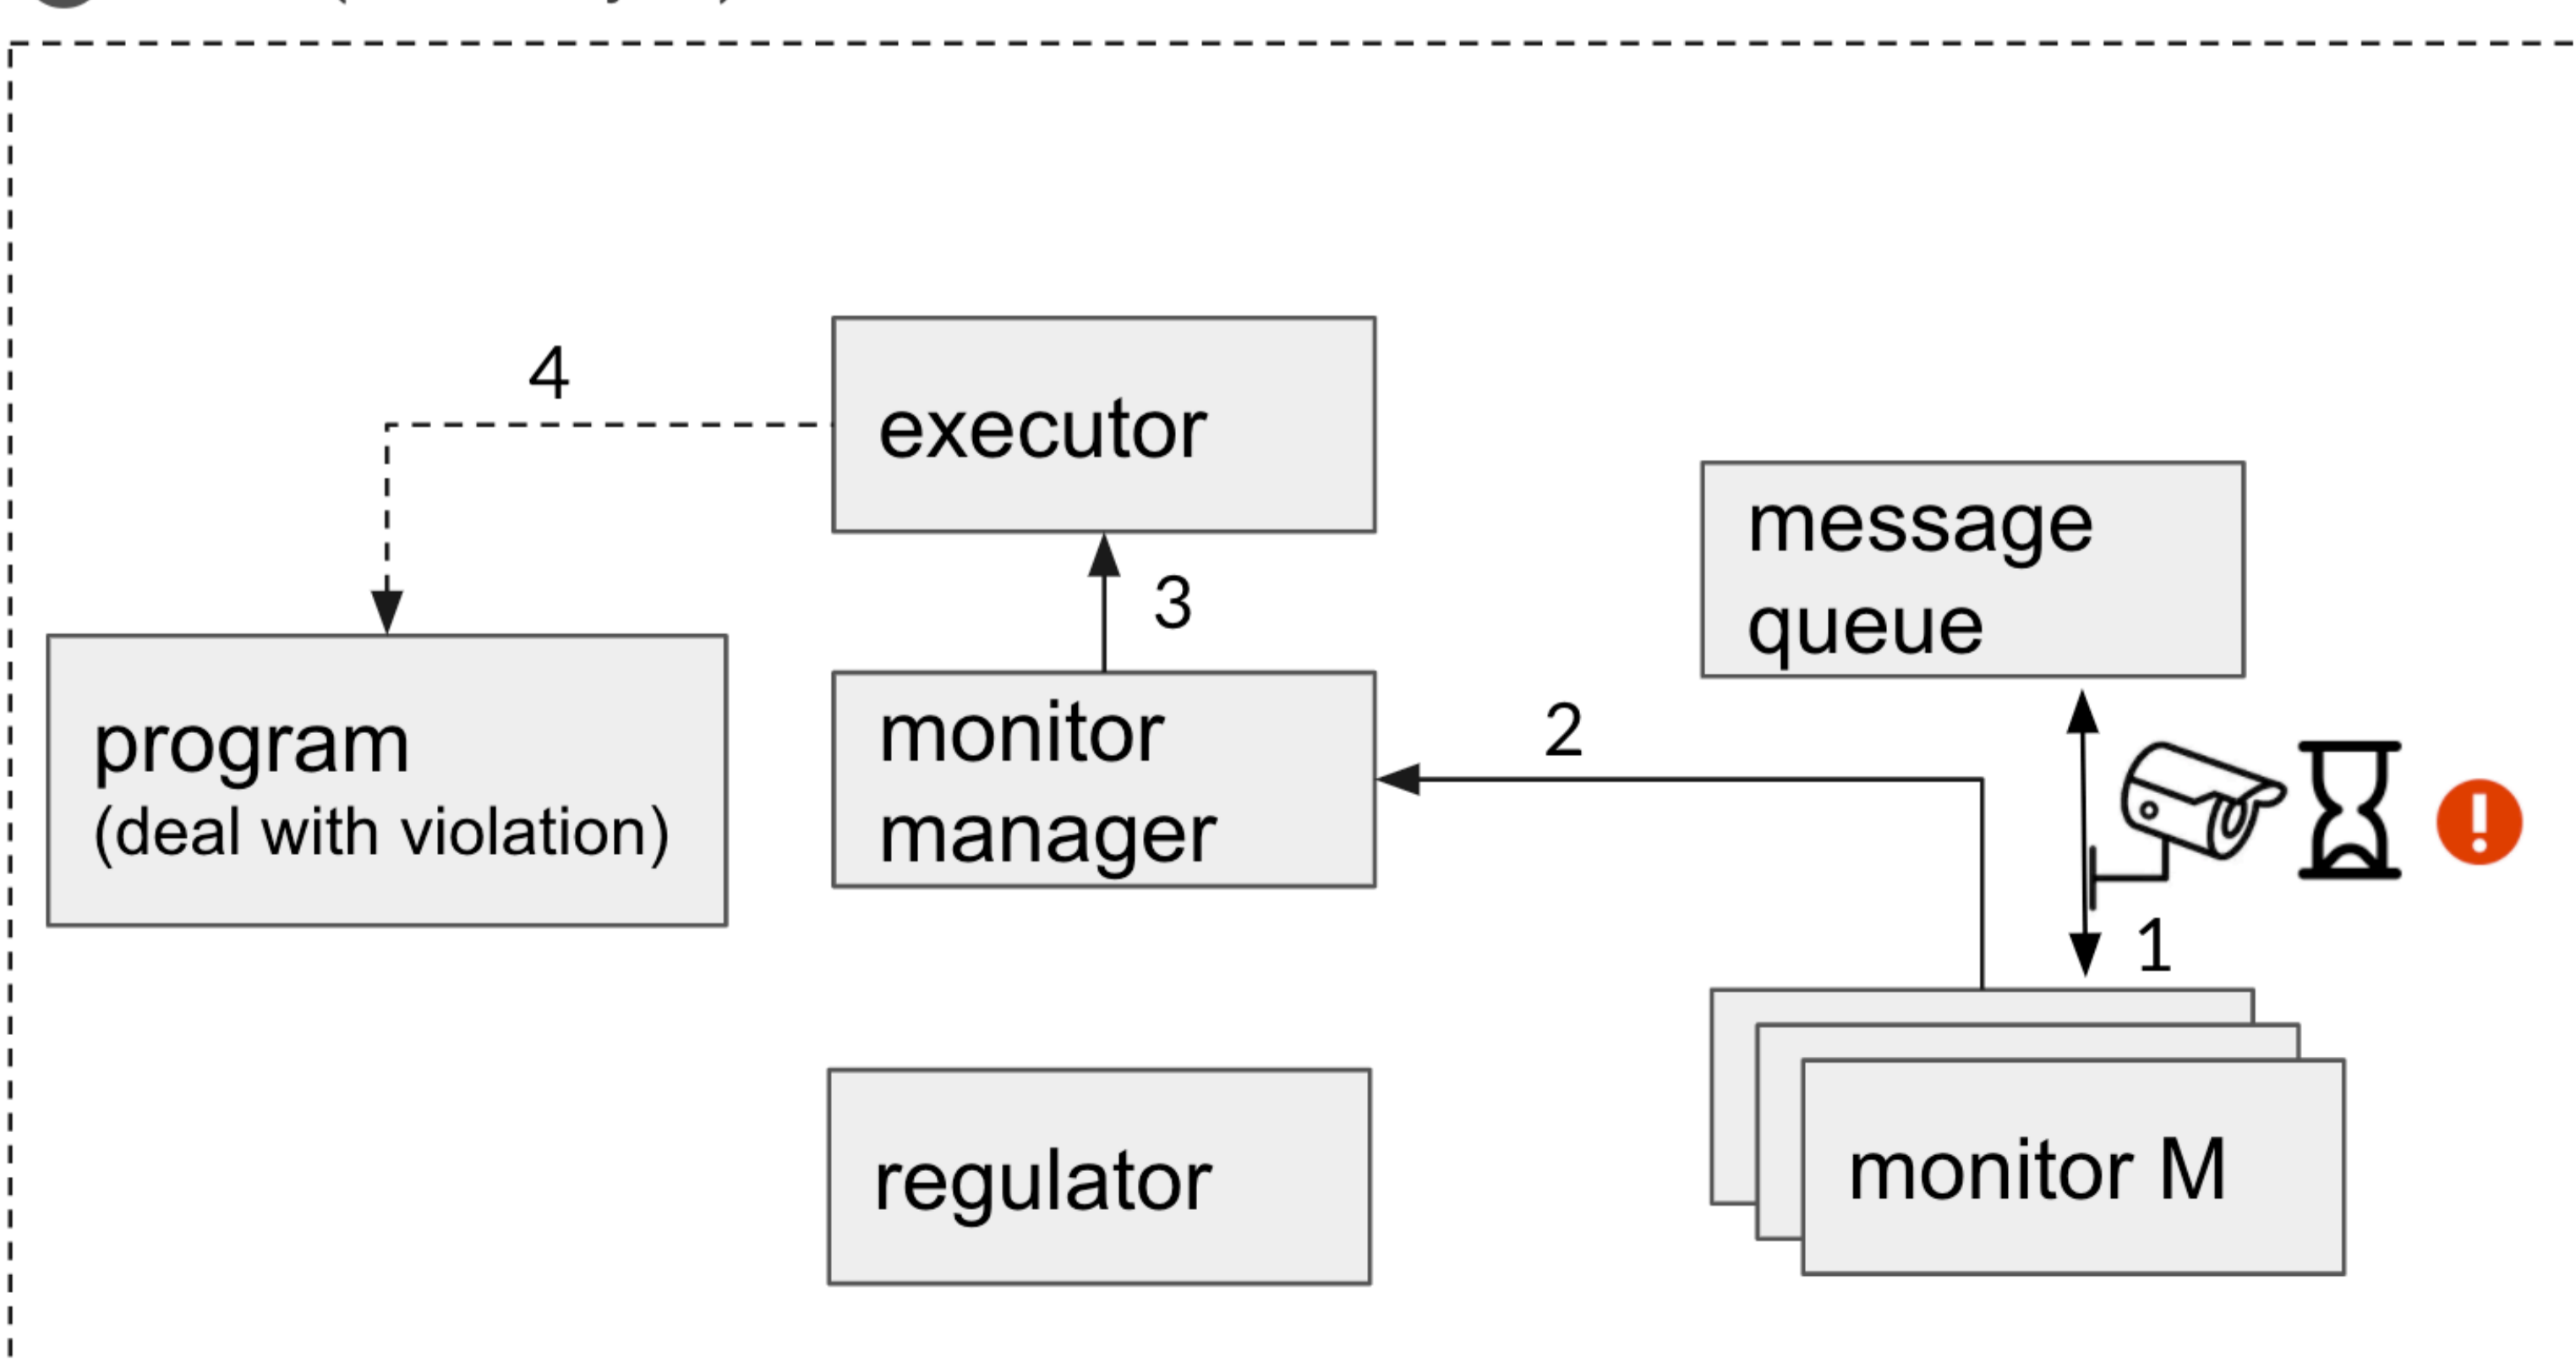 4
executor
message
queue
3
program
(deal with violation)
monitor
manager
2
1
regulator
monitor M